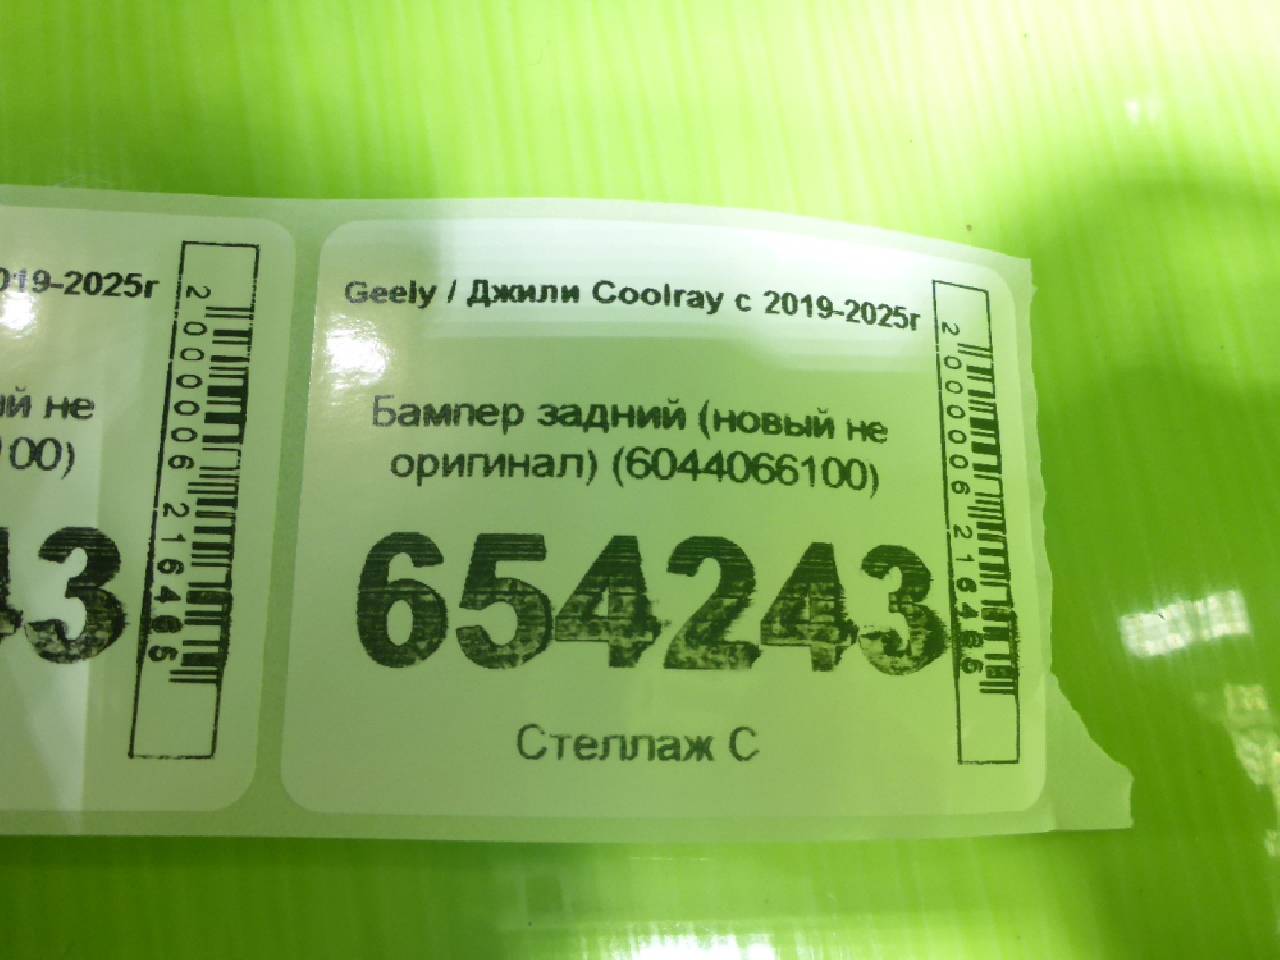 019-2025г
ый не
100)
43
2000006216465
Geely / Джили Coolray с 2019-2025г
Бампер задний (новый не
оригинал) (6044066100)
654243
Стеллаж С
2000006216465